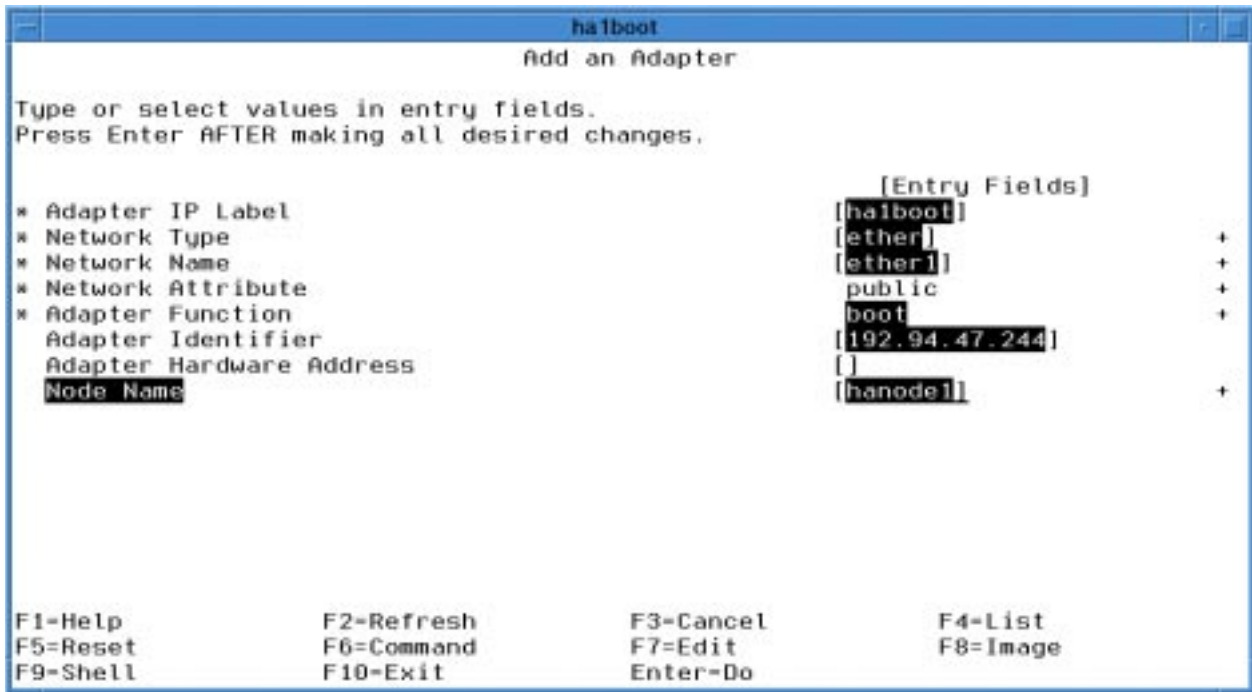 ha1boot
Add an Adapter
Type or select values in entry fields.
Press Enter AFTER making all desired changes.
[Entry Fields]
* Adapter IP Label [ha1boot]
* Network Type [ether] +
* Network Name [ether1] +
* Network Attribute public +
* Adapter Function boot +
Adapter Identifier [192.94.47.244]
Adapter Hardware Address []
Node Name [hanode1] +
F1=Help F2=Refresh F3=Cancel F4=List
F5=Reset F6=Command F7=Edit F8=Image
F9=Shell F10=Exit Enter=Do